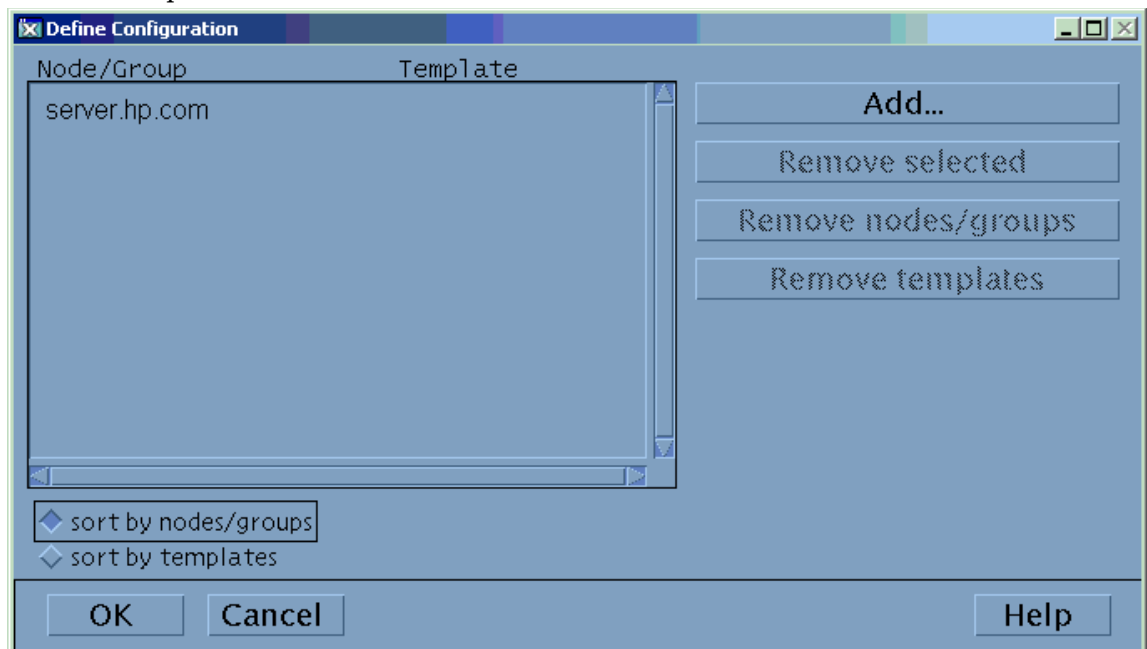 Define Configuration
Node/Group Template
server.hp.com
Add...
Remove selected
Remove nodes/groups
Remove templates
sort by nodes/groups
sort by templates
OK Cancel Help